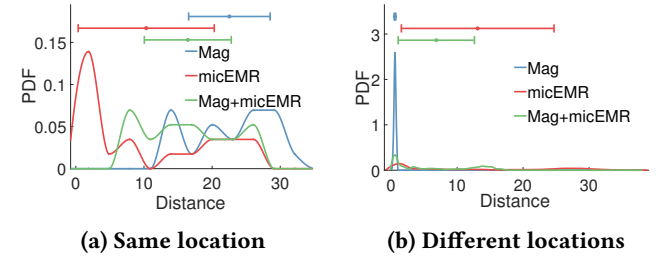 0.15
0.1
0.05
0
PDF
Mag
micEMR
Mag+micEMR
0 10 20 30
Distance
(a) Same location
3
2
1
0
PDF
Mag
micEMR
Mag+micEMR
0 10 20 30
Distance
(b) Different locations